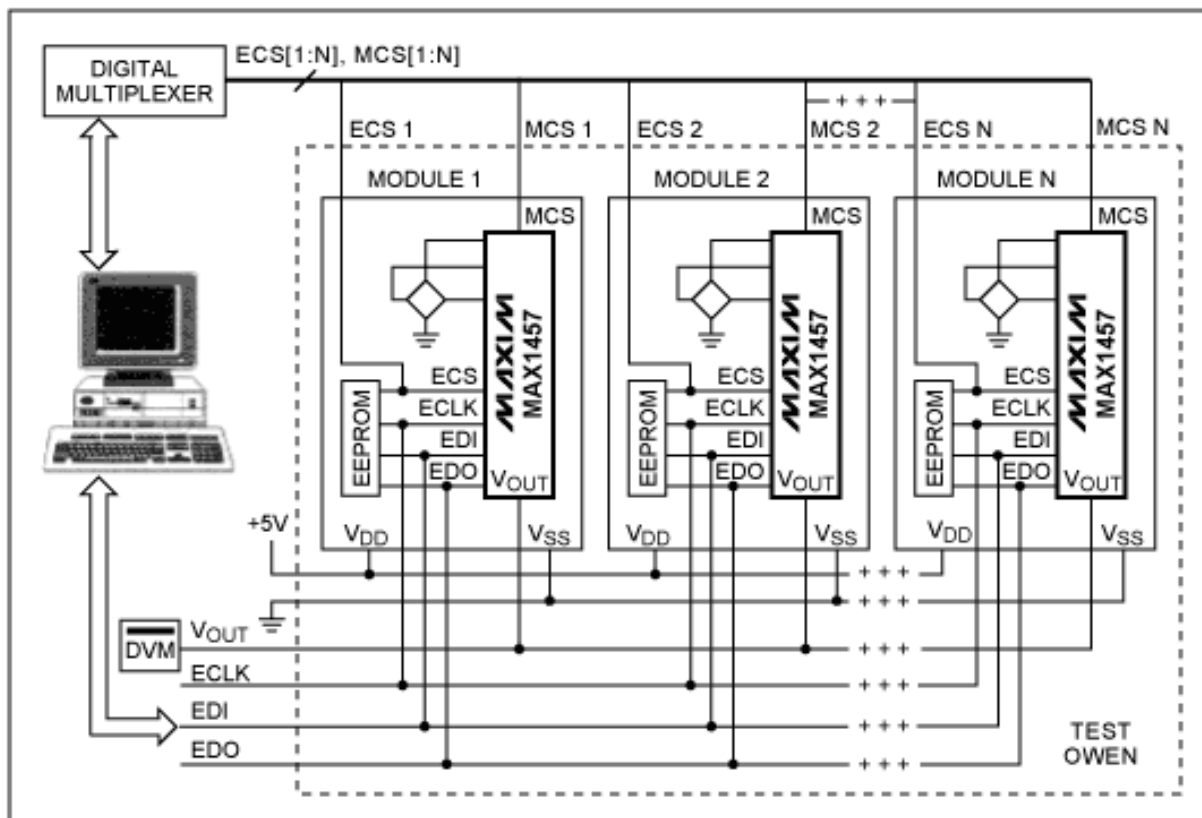 DIGITAL
MULTIPLEXER
ECS[1:N], MCS[1:N]
+ + +
ECS 1
MCS 1
ECS 2
MCS 2
ECS N
MCS N
MODULE 1
MODULE 2
MODULE N
MCS
MCS
MCS
MAXIM
MAX1457
MAXIM
MAX1457
MAXIM
MAX1457
EEPROM
ECS
ECLK
EDI
EDO
VOUT
EEPROM
ECS
ECLK
EDI
EDO
VOUT
EEPROM
ECS
ECLK
EDI
EDO
VOUT
+5V
VDD
VSS
VDD
VSS
VDD
VSS
+ + +
+ + +
DVM
VOUT
+ + +
ECLK
+ + +
EDI
+ + +
EDO
+ + +
TEST
OWEN